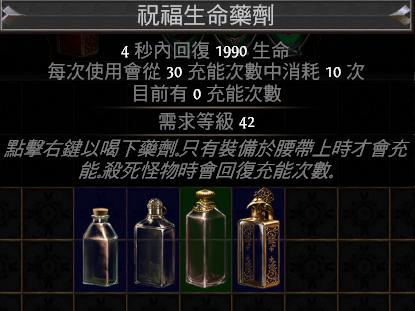 祝福生命藥劑
4 秒內回復 1990 生命
每次使用會從 30 充能次數中消耗 10 次
目前有 0 充能次數
需求等級 42
點擊右鍵以喝下藥劑.只有裝備於腰帶上時才會充
能.殺死怪物時會回復充能次數.